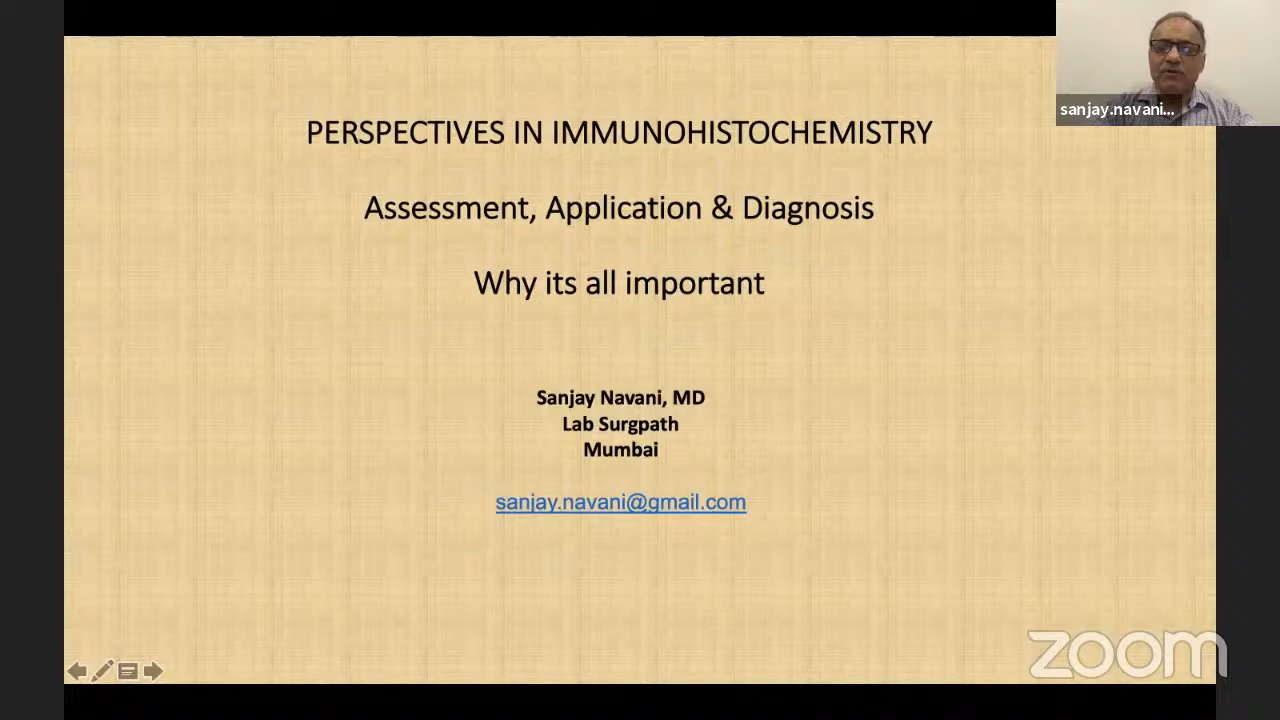 sanjay.navani...
PERSPECTIVES IN IMMUNOHISTOCHEMISTRY
Assessment, Application & Diagnosis
Why its all important
Sanjay Navani, MD
Lab Surgpath
Mumbai
sanjay.navani@gmail.com
zoom